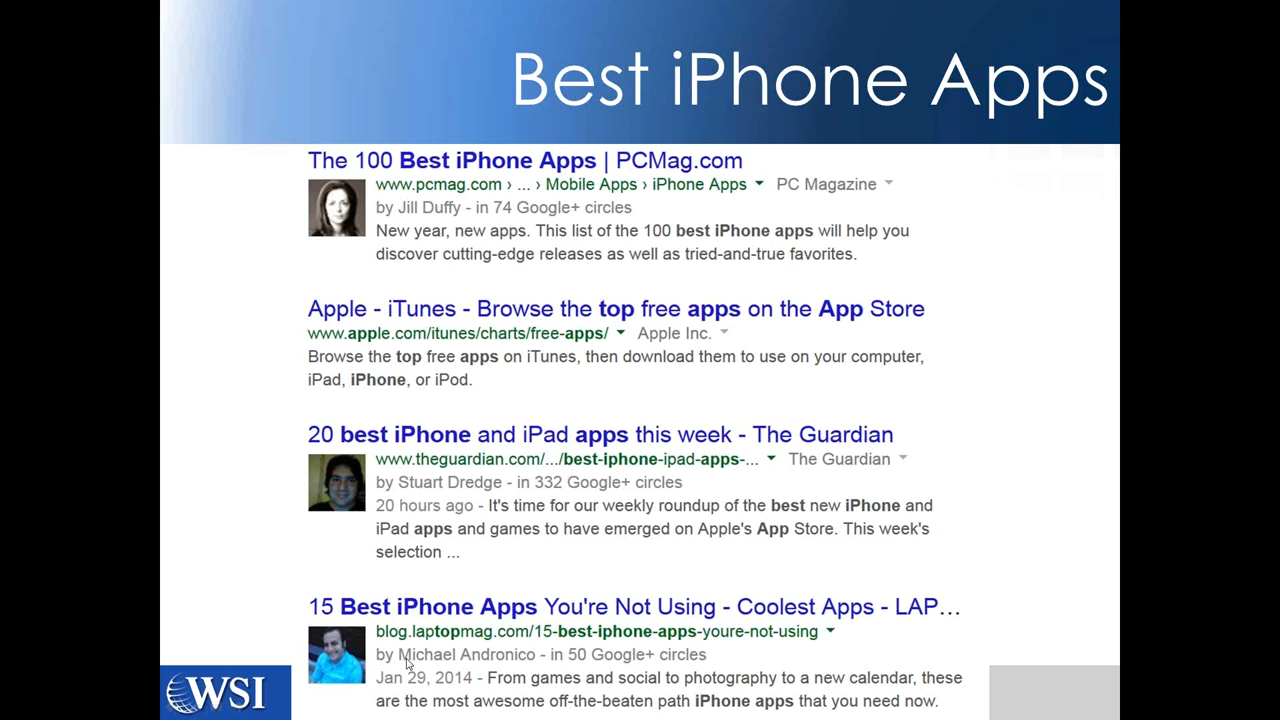 Best iPhone Apps
The 100 Best iPhone Apps | PCMag.com
www.pcmag.com › ... › Mobile Apps › iPhone Apps PC Magazine
by Jill Duffy - in 74 Google+ circles
New year, new apps. This list of the 100 best iPhone apps will help you
discover cutting-edge releases as well as tried-and-true favorites.
Apple - iTunes - Browse the top free apps on the App Store
www.apple.com/itunes/charts/free-apps/ Apple Inc.
Browse the top free apps on iTunes, then download them to use on your computer,
iPad, iPhone, or iPod.
20 best iPhone and iPad apps this week - The Guardian
www.theguardian.com/.../best-iphone-ipad-apps-... The Guardian
by Stuart Dredge - in 332 Google+ circles
20 hours ago - It's time for our weekly roundup of the best new iPhone and
iPad apps and games to have emerged on Apple's App Store. This week's
selection ...
15 Best iPhone Apps You're Not Using - Coolest Apps - LAP...
blog.laptopmag.com/15-best-iphone-apps-youre-not-using
by Michael Andronico - in 50 Google+ circles
Jan 29, 2014 - From games and social to photography to a new calendar, these
are the most awesome off-the-beaten path iPhone apps that you need now.
WSI